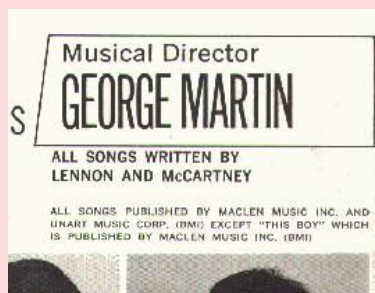 Musical Director
GEORGE MARTIN
S
ALL SONGS WRITTEN BY
LENNON AND McCARTNEY
ALL SONGS PUBLISHED BY MACLEN MUSIC INC. AND
UNART MUSIC CORP. (BMI) EXCEPT "THIS BOY" WHICH
IS PUBLISHED BY MACLEN MUSIC INC. (BMI)